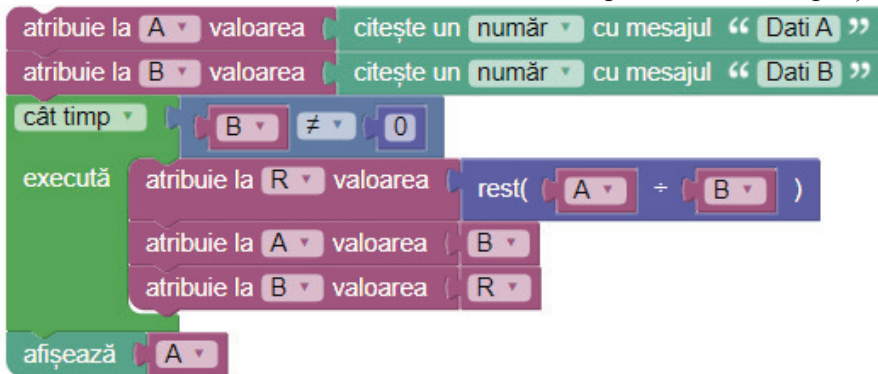 atribuie la A valoarea citește un număr cu mesajul “ Dati A ”
atribuie la B valoarea citește un număr cu mesajul “ Dati B ”
cât timp B ≠ 0
execută atribuie la R valoarea rest( A ÷ B )
atribuie la A valoarea B
atribuie la B valoarea R
afișează A